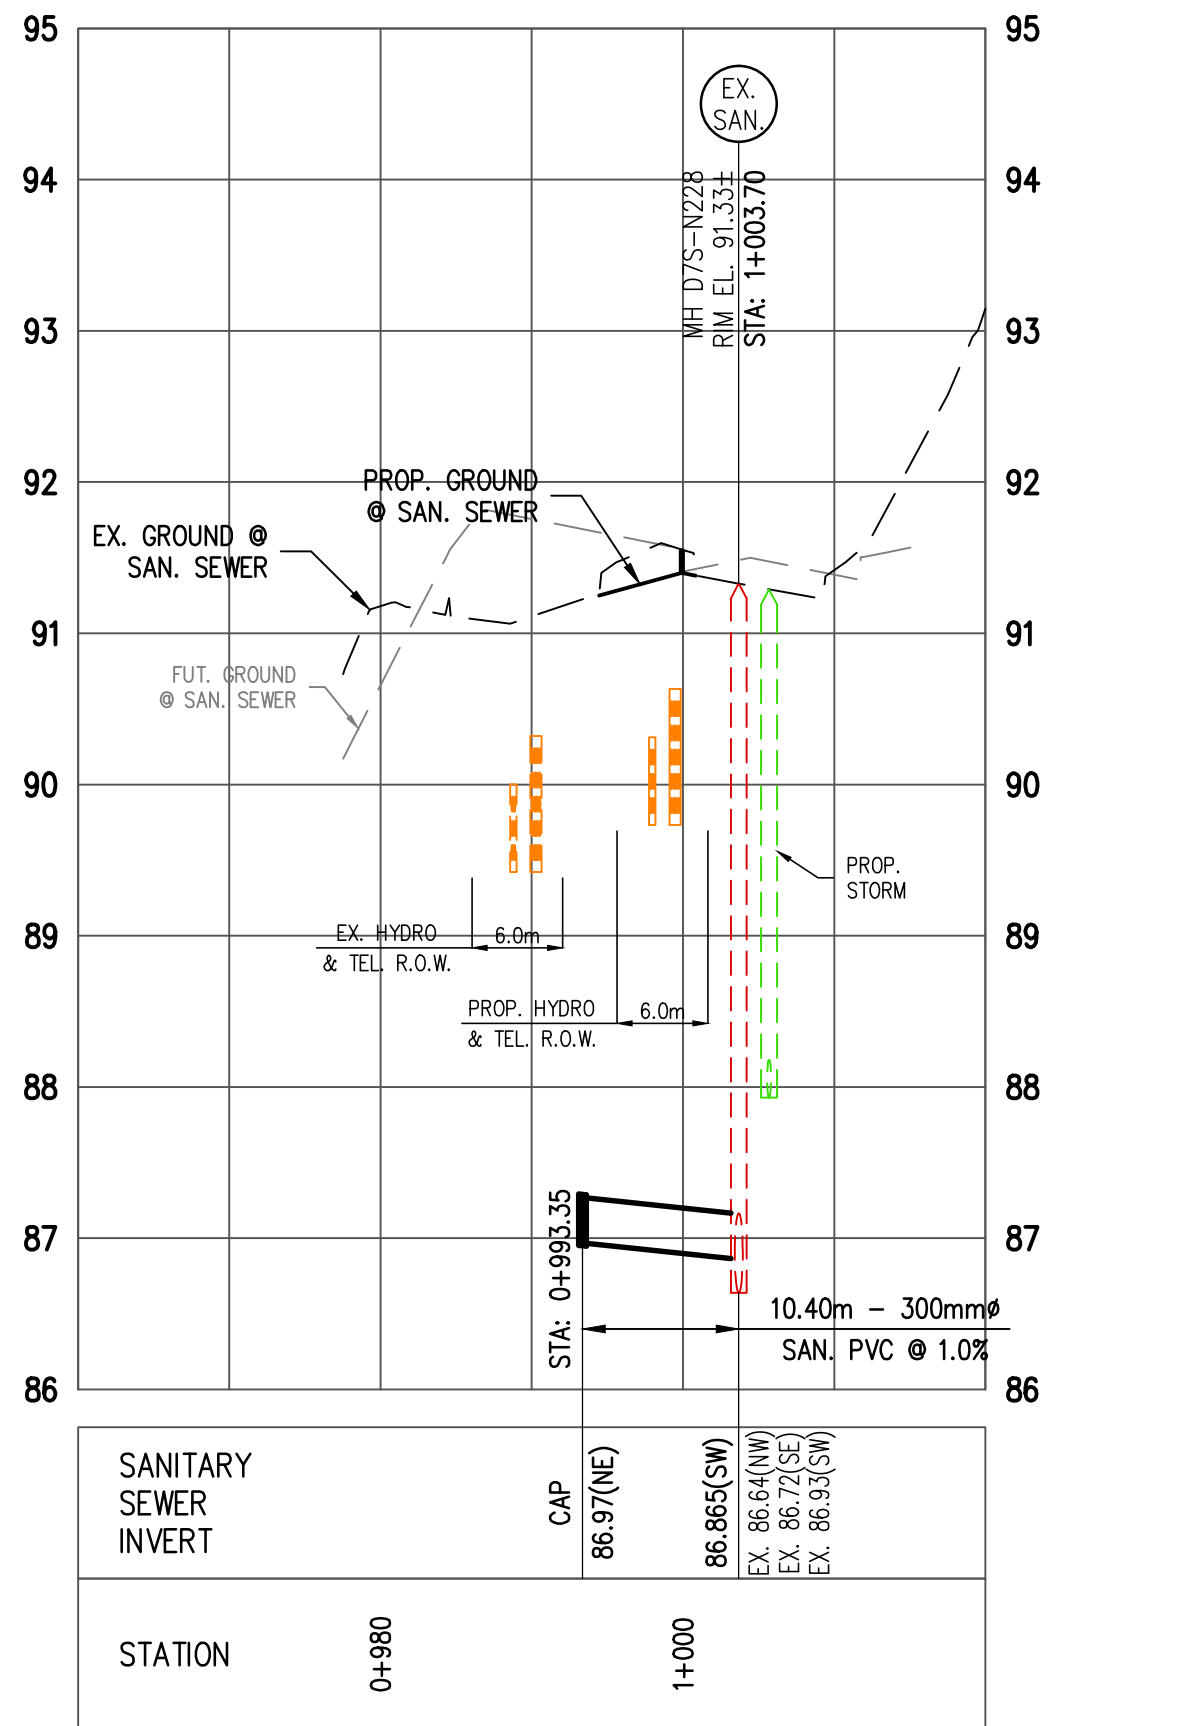 95
95
EX.
SAN.
94
94
MH D7S-N228
RIM EL. 91.33±
STA: 1+003.70
93
93
92
92
PROP. GROUND
@ SAN. SEWER
EX. GROUND @
SAN. SEWER
91
91
FUT. GROUND
@ SAN. SEWER
90
90
PROP.
STORM
89
89
EX. HYDRO
& TEL. R.O.W.
6.0m
PROP. HYDRO
& TEL. R.O.W.
6.0m
88
88
87
87
STA: 0+993.35
10.40m - 300mmø
SAN. PVC @ 1.0%
86
86
SANITARY
SEWER
INVERT
CAP
86.97(NE)
86.865(SW)
EX. 86.64(NW)
EX. 86.72(SE)
EX. 86.93(SW)
STATION
0+980
1+000